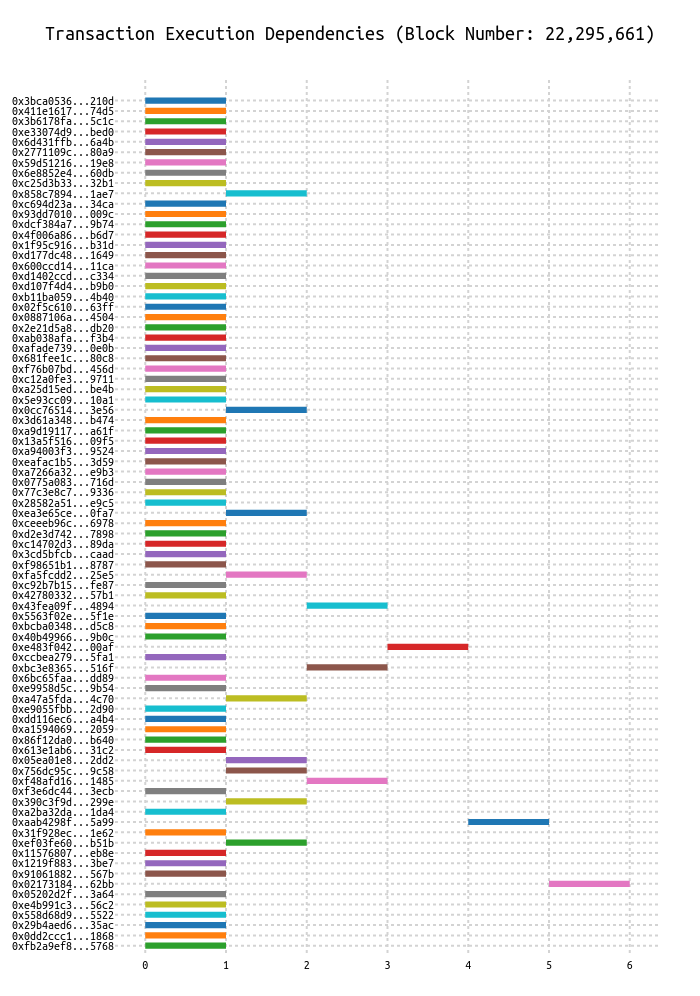 Transaction Execution Dependencies (Block Number: 22,295,661)
0x3bca0536...210d
0x411e1617...74d5
0x3b6178fa...5c1c
0xe33074d9...bed0
0x6d431ffb...6a4b
0x2771109c...80a9
0x59d51216...19e8
0x6e8852e4...60db
0xc25d3b33...32b1
0x858c7894...1ae7
0xc694d23a...34ca
0x93dd7010...009c
0xdcf384a7...9b74
0x4f006a86...b6d7
0x1f95c916...b31d
0xd177dc48...1649
0x600ccd14...11ca
0xd1402ccd...c334
0xd107f4d4...b9b0
0xb11ba059...4b40
0x02f5c610...63ff
0x0887106a...4504
0x2e21d5a8...db20
0xab038afa...f3b4
0xafade739...0e0b
0x681fee1c...80c8
0xf76b07bd...456d
0xc12a0fe3...9711
0xa25d15ed...be4b
0x5e93cc09...10a1
0x0cc76514...3e56
0x3d61a348...b474
0xa9d19117...a61f
0x13a5f516...09f5
0xa94003f3...9524
0xeafac1b5...3d59
0xa7266a32...e9b3
0x0775a083...716d
0x77c3e8c7...9336
0x28582a51...e9c5
0xea3e65ce...0fa7
0xceeeb96c...6978
0xd2e3d742...7898
0xc14702d3...89da
0x3cd5bfcb...caad
0xf98651b1...8787
0xfa5fcdd2...25e5
0xc92b7b15...fe87
0x42780332...57b1
0x43fea09f...4894
0x5563f02e...5f1e
0xbcba0348...d5c8
0x40b49966...9b0c
0xe483f042...00af
0xccbea279...5fa1
0xbc3e8365...516f
0x6bc65faa...dd89
0xe9958d5c...9b54
0xa47a5fda...4c70
0xe9055fbb...2d90
0xdd116ec6...a4b4
0xa1594069...2059
0x86f12da0...b640
0x613e1ab6...31c2
0x05ea01e8...2dd2
0x756dc95c...9c58
0xf48afd16...1485
0xf3e6dc44...3ecb
0x390c3f9d...299e
0xa2ba32da...1da4
0xaab4298f...5a99
0x31f928ec...1e62
0xef03fe60...b51b
0x11576807...eb8e
0x1219f883...3be7
0x91061882...567b
0x02173184...62bb
0x05202d2f...3a64
0xe4b991c3...56c2
0x558d68d9...5522
0x29b4aed6...35ac
0x0dd2ccc1...1868
0xfb2a9ef8...5768
0 1 2 3 4 5 6